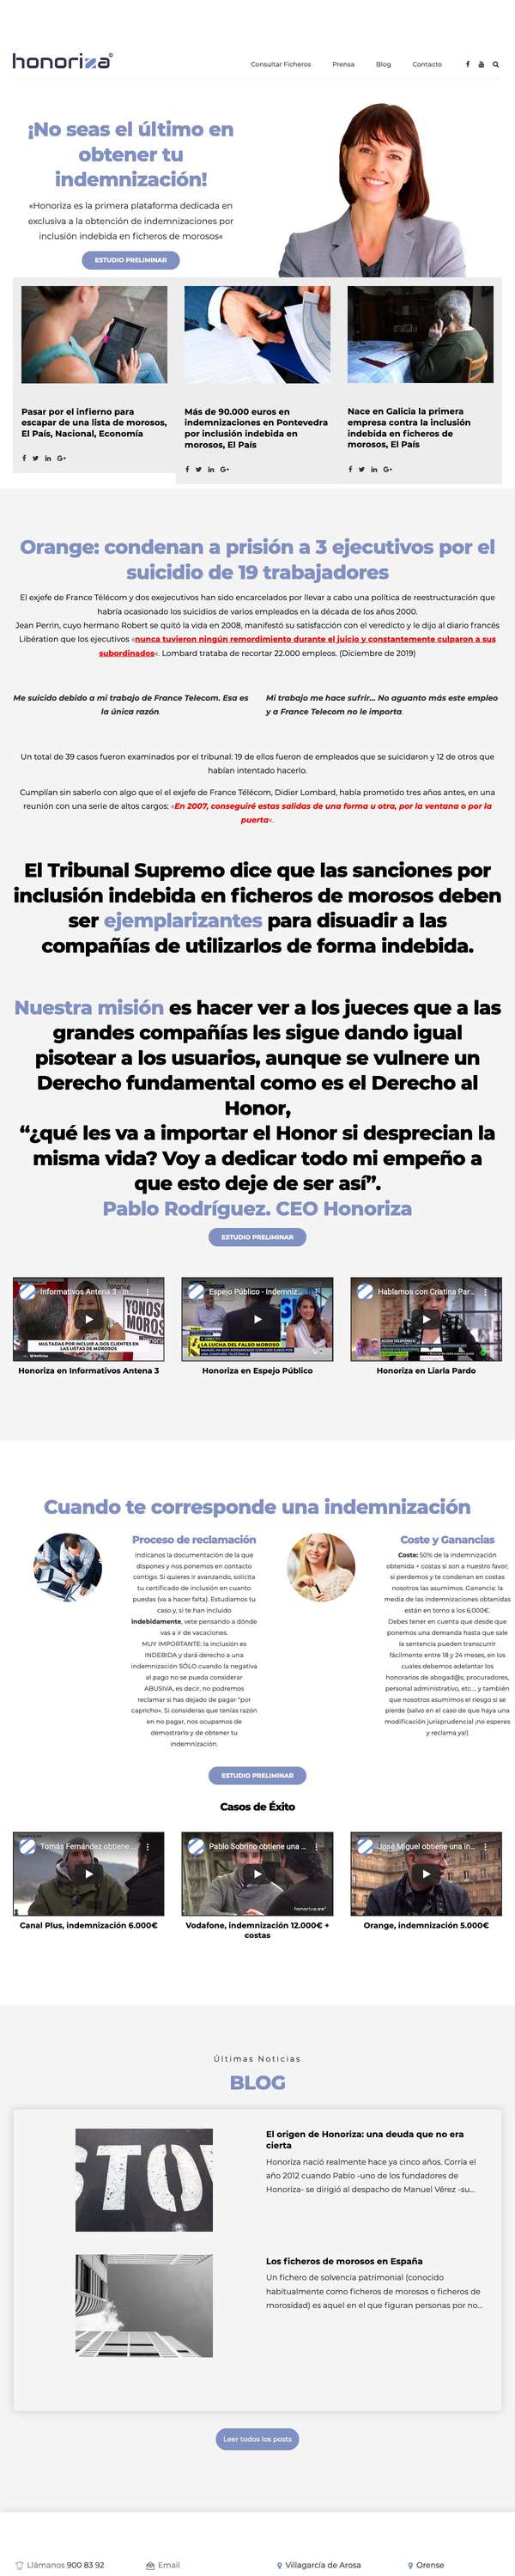 honoriza
Consultar Ficheros
Prensa
Blog
Contacto
¡No seas el último en
obtener tu
indemnización!
«Honoriza es la primera plataforma dedicada en
exclusiva a la obtención de indemnizaciones por
inclusión indebida en ficheros de morosos«
ESTUDIO PRELIMINAR
Pasar por el infierno para
escapar de una lista de morosos,
El País, Nacional, Economía
Más de 90.000 euros en
indemnizaciones en Pontevedra
por inclusión indebida en
morosos, El País
Nace en Galicia la primera
empresa contra la inclusión
indebida en ficheros de
morosos, El País
Orange: condenan a prisión a 3 ejecutivos por el
suicidio de 19 trabajadores
El exjefe de France Télécom y dos exejecutivos han sido encarcelados por llevar a cabo una política de reestructuración que
habría ocasionado los suicidios de varios empleados en la década de los años 2000.
Jean Perrin, cuyo hermano Robert se quitó la vida en 2008, manifestó su satisfacción con el veredicto y le dijo al diario francés
Libération que los ejecutivos «nunca tuvieron ningún remordimiento durante el juicio y constantemente culparon a sus
subordinados«. Lombard trataba de recortar 22.000 empleos. (Diciembre de 2019)
Me suicido debido a mi trabajo de France Telecom. Esa es
la única razón.
Mi trabajo me hace sufrir... No aguanto más este empleo
y a France Telecom no le importa.
Un total de 39 casos fueron examinados por el tribunal: 19 de ellos fueron de empleados que se suicidaron y 12 de otros que
habían intentado hacerlo.
Cumplían sin saberlo con algo que el el exjefe de France Télécom, Didier Lombard, había prometido tres años antes, en una
reunión con una serie de altos cargos: «En 2007, conseguiré estas salidas de una forma u otra, por la ventana o por la
puerta«.
El Tribunal Supremo dice que las sanciones por
inclusión indebida en ficheros de morosos deben
ser ejemplarizantes para disuadir a las
compañías de utilizarlos de forma indebida.
Nuestra misión es hacer ver a los jueces que a las
grandes compañías les sigue dando igual
pisotear a los usuarios, aunque se vulnere un
Derecho fundamental como es el Derecho al
Honor,
“¿qué les va a importar el Honor si desprecian la
misma vida? Voy a dedicar todo mi empeño a
que esto deje de ser así”.
Pablo Rodríguez. CEO Honoriza
ESTUDIO PRELIMINAR
Informativos Antena 3 - In...
YONOSO
MOROS
MULTADAS POR INCLUIR A DOS CLIENTES EN
LAS LISTAS DE MOROSOS
Honoriza en Informativos Antena 3
Espejo Público - Indemniz...
LA LUCHA DEL FALSO MOROSO
Honoriza en Espejo Público
Hablamos con Cristina Par...
ACOSO TELEFÓNICO
Honoriza en Liarla Pardo
Cuando te corresponde una indemnización
Proceso de reclamación
Indícanos la documentación de la que
dispones y nos ponemos en contacto
contigo. Si quieres ir avanzando, solicita
tu certificado de inclusión en cuanto
puedas (va a hacer falta). Estudiamos tu
caso y, si te han incluido
indebidamente, vete pensando a dónde
vas a ir de vacaciones.
MUY IMPORTANTE: la inclusión es
INDEBIDA y dará derecho a una
indemnización SÓLO cuando la negativa
al pago no se pueda considerar
ABUSIVA, es decir, no podremos
reclamar si has dejado de pagar “por
capricho«. Si consideras que tenías razón
en no pagar, nos ocupamos de
demostrarlo y de obtener tu
indemnización.
Coste y Ganancias
Coste: 50% de la indemnización
obtenida + costas si son a nuestro favor,
si perdemos y te condenan en costas
nosotros las asumimos. Ganancia: la
media de las indemnizaciones obtenidas
están en torno a los 6.000€.
Debes tener en cuenta que desde que
ponemos una demanda hasta que sale
la sentencia pueden transcurrir
fácilmente entre 18 y 24 meses, en los
cuales debemos adelantar los
honorarios de abogad@s, procuradores,
personal administrativo, etc... y también
que nosotros asumimos el riesgo si se
pierde (salvo en el caso de que haya una
modificación jurisprudencial ¡no esperes
y reclama ya!)
ESTUDIO PRELIMINAR
Casos de Éxito
Tomás Fernández obtiene ...
Canal Plus, indemnización 6.000€
Pablo Sobrino obtiene una ...
honoriza
Vodafone, indemnización 12.000€ +
costas
José Miguel obtiene una in...
Orange, indemnización 5.000€
Últimas Noticias
BLOG
STO
El origen de Honoriza: una deuda que no era
cierta
Honoriza nació realmente hace ya cinco años. Corría el
año 2012 cuando Pablo -uno de los fundadores de
Honoriza- se dirigió al despacho de Manuel Vérez -su...
Los ficheros de morosos en España
Un fichero de solvencia patrimonial (conocido
habitualmente como ficheros de morosos o ficheros de
morosidad) es aquel en el que figuran personas por no...
Leer todos los posts
Llámanos 900 83 92
Email
Villagarcía de Arosa
Orense